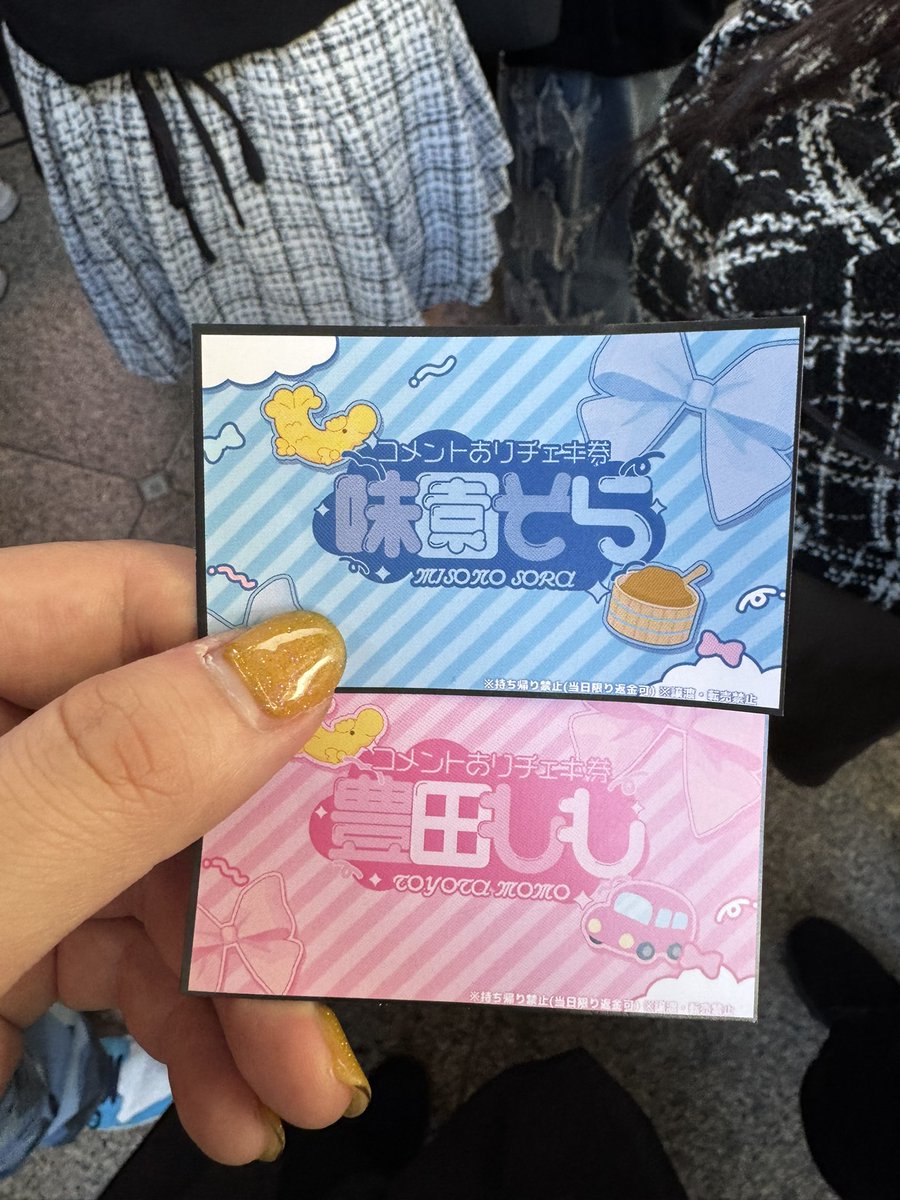 コメントありチェキ券
味園そら
MISONO SORA
※持ち帰り禁止(当日限り返金可) ※譲渡・転売禁止
コメントありチェキ券
豊田もも
TOYOTA MOMO
※持ち帰り禁止(当日限り返金可) ※譲渡・転売禁止